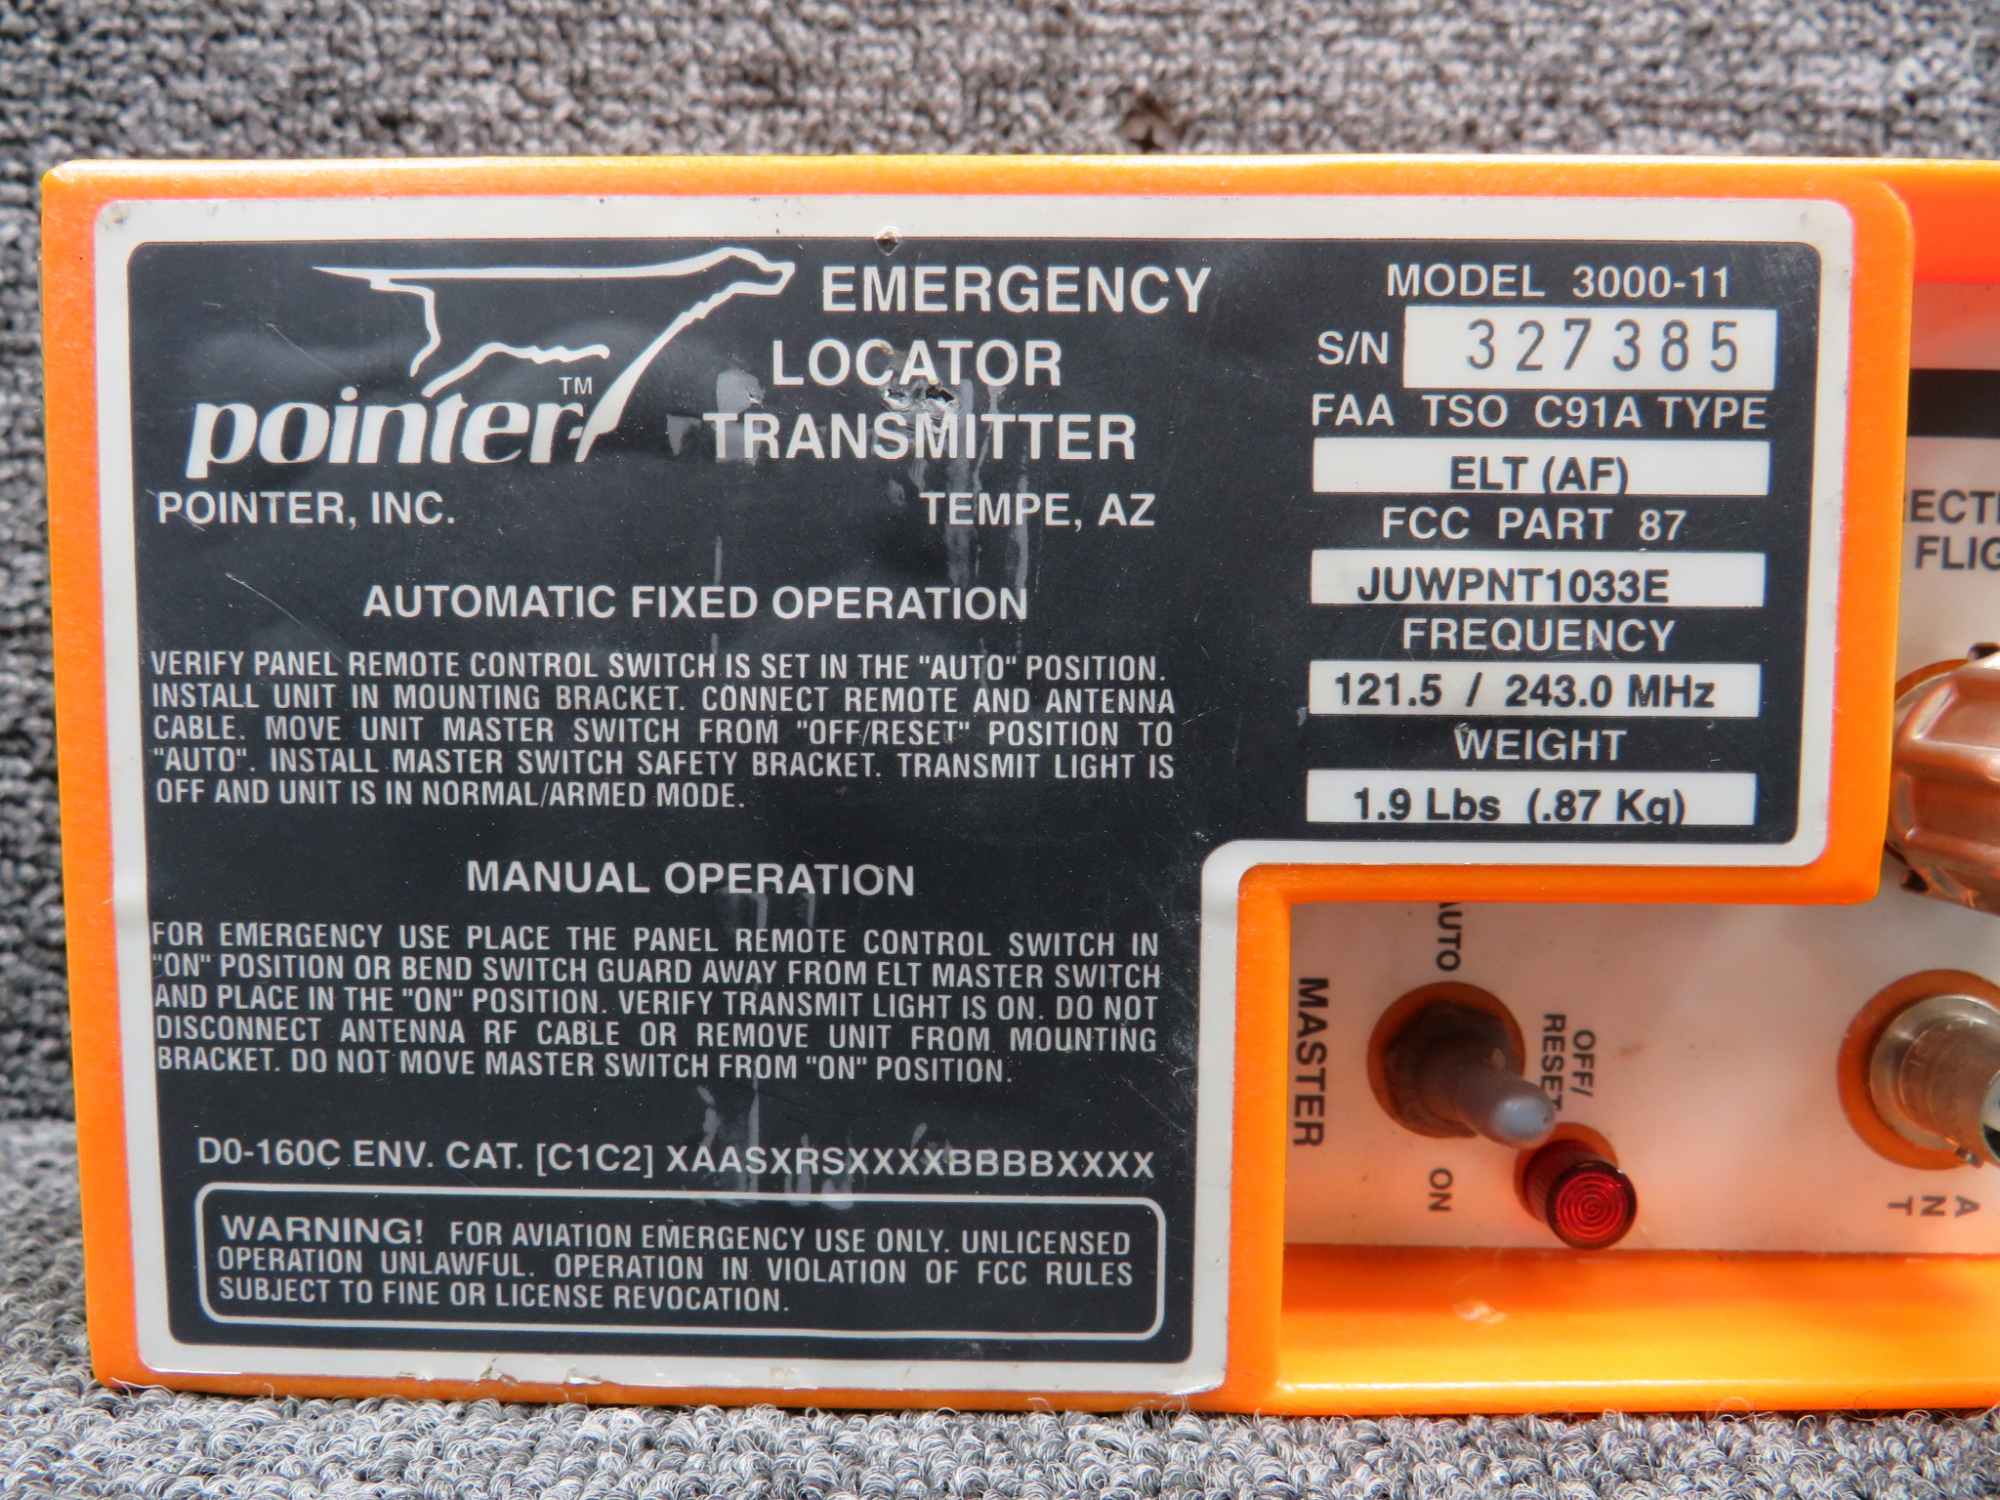 EMERGENCY
LOCATOR
TRANSMITTER
pointer™
POINTER, INC. TEMPE, AZ
AUTOMATIC FIXED OPERATION
VERIFY PANEL REMOTE CONTROL SWITCH IS SET IN THE "AUTO" POSITION.
INSTALL UNIT IN MOUNTING BRACKET. CONNECT REMOTE AND ANTENNA
CABLE. MOVE UNIT MASTER SWITCH FROM "OFF/RESET" POSITION TO
"AUTO". INSTALL MASTER SWITCH SAFETY BRACKET. TRANSMIT LIGHT IS
OFF AND UNIT IS IN NORMAL/ARMED MODE.
MANUAL OPERATION
FOR EMERGENCY USE PLACE THE PANEL REMOTE CONTROL SWITCH IN
"ON" POSITION OR BEND SWITCH GUARD AWAY FROM ELT MASTER SWITCH
AND PLACE IN THE "ON" POSITION. VERIFY TRANSMIT LIGHT IS ON. DO NOT
DISCONNECT ANTENNA RF CABLE OR REMOVE UNIT FROM MOUNTING
BRACKET. DO NOT MOVE MASTER SWITCH FROM "ON" POSITION.
D0-160C ENV. CAT. [C1C2] XAASXRSXXXXBBBBXXXX
WARNING! FOR AVIATION EMERGENCY USE ONLY. UNLICENSED
OPERATION UNLAWFUL. OPERATION IN VIOLATION OF FCC RULES
SUBJECT TO FINE OR LICENSE REVOCATION.
MODEL 3000-11
S/N 327385
FAA TSO C91A TYPE
ELT (AF)
FCC PART 87
JUWPNT1033E
FREQUENCY
121.5 / 243.0 MHz
WEIGHT
1.9 Lbs (.87 Kg)
AUTO
MASTER
OFF/
RESET
ON
ANT